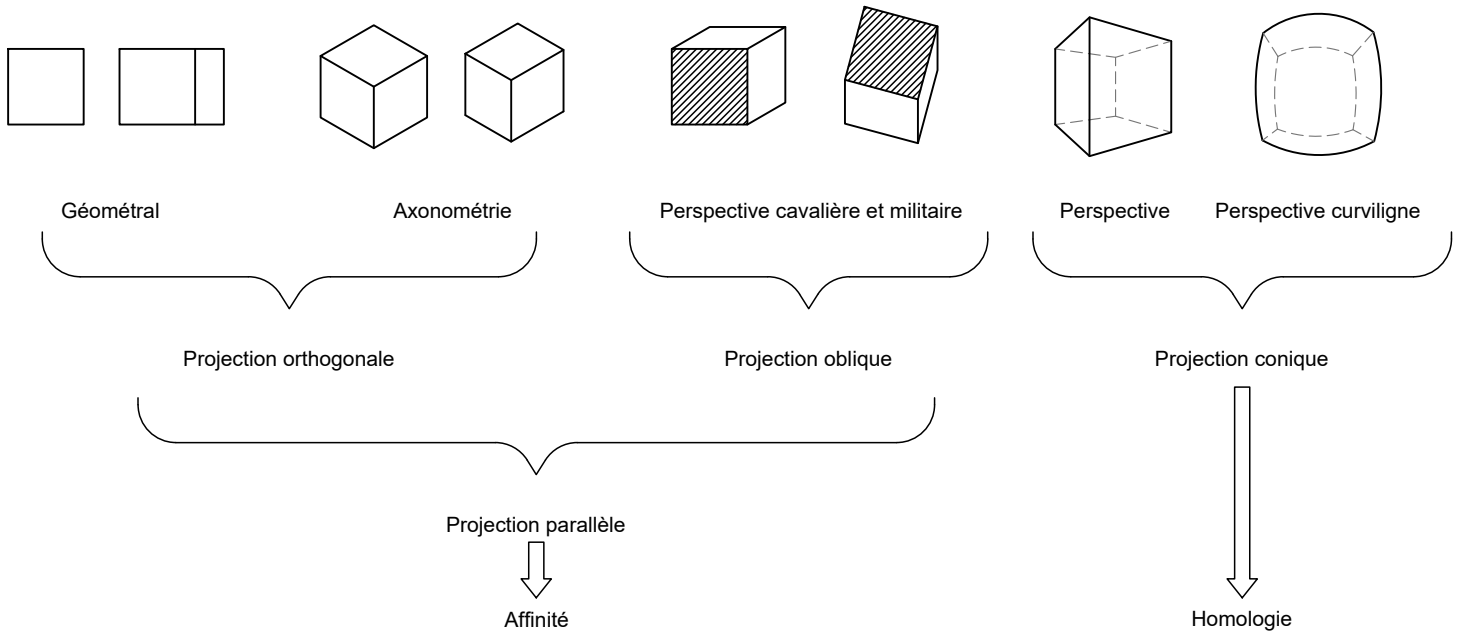 Géométral
Axonométrie
Perspective cavalière et militaire
Perspective
Perspective curviligne
Projection orthogonale
Projection oblique
Projection conique
Projection parallèle
Affinité
Homologie